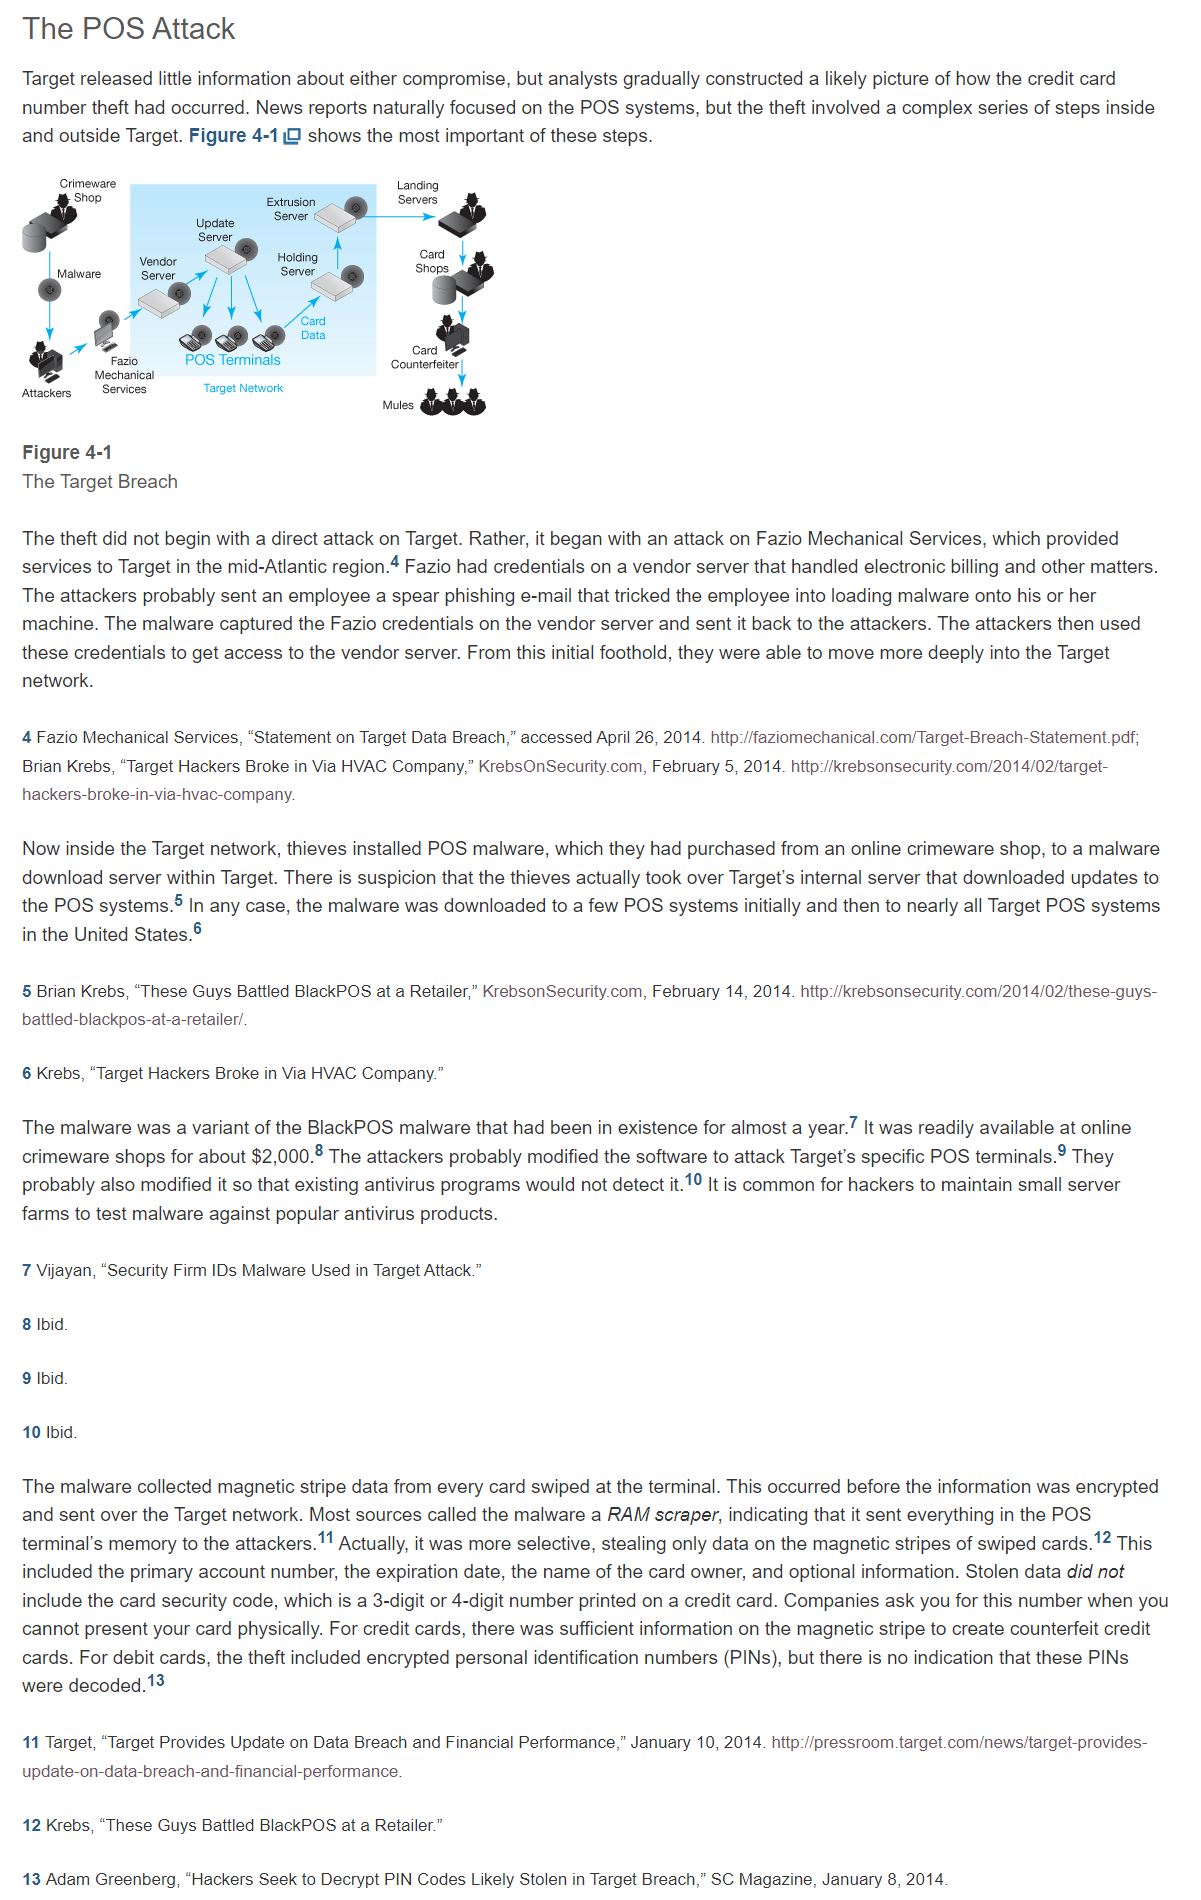 The POS Attack
Target released little information about either compromise, but analysts gradually constructed a likely picture of how the credit card
number theft had occurred. News reports naturally focused on the POS systems, but the theft involved a complex series of steps inside
and outside Target. Figure 4-1 shows the most important of these steps.
Crimeware
Shop
Malware
Attackers
Fazio
Mechanical
Services
Vendor
Server
Update
Server
POS Terminals
Target Network
Card
Data
Holding
Server
Extrusion
Server
Landing
Servers
Card
Shops
Card
Counterfeiter
Mules
Figure 4-1
The Target Breach
The theft did not begin with a direct attack on Target. Rather, it began with an attack on Fazio Mechanical Services, which provided
services to Target in the mid-Atlantic region.4 Fazio had credentials on a vendor server that handled electronic billing and other matters.
The attackers probably sent an employee a spear phishing e-mail that tricked the employee into loading malware onto his or her
machine. The malware captured the Fazio credentials on the vendor server and sent it back to the attackers. The attackers then used
these credentials to get access to the vendor server. From this initial foothold, they were able to move more deeply into the Target
network.
4 Fazio Mechanical Services, “Statement on Target Data Breach,” accessed April 26, 2014. http://faziomechanical.com/Target-Breach-Statement.pdf;
Brian Krebs, “Target Hackers Broke in Via HVAC Company,” KrebsOnSecurity.com, February 5, 2014. http://krebsonsecurity.com/2014/02/target-
hackers-broke-in-via-hvac-company.
Now inside the Target network, thieves installed POS malware, which they had purchased from an online crimeware shop, to a malware
download server within Target. There is suspicion that the thieves actually took over Target’s internal server that downloaded updates to
the POS systems.5 In any case, the malware was downloaded to a few POS systems initially and then to nearly all Target POS systems
in the United States.6
5 Brian Krebs, “These Guys Battled BlackPOS at a Retailer,” KrebsonSecurity.com, February 14, 2014. http://krebsonsecurity.com/2014/02/these-guys-
battled-blackpos-at-a-retailer/.
6 Krebs, “Target Hackers Broke in Via HVAC Company.”
The malware was a variant of the BlackPOS malware that had been in existence for almost a year.7 It was readily available at online
crimeware shops for about $2,000.8 The attackers probably modified the software to attack Target’s specific POS terminals.9 They
probably also modified it so that existing antivirus programs would not detect it.10 It is common for hackers to maintain small server
farms to test malware against popular antivirus products.
7 Vijayan, “Security Firm IDs Malware Used in Target Attack.”
8 Ibid.
9 Ibid.
10 Ibid.
The malware collected magnetic stripe data from every card swiped at the terminal. This occurred before the information was encrypted
and sent over the Target network. Most sources called the malware a RAM scraper, indicating that it sent everything in the POS
terminal’s memory to the attackers.11 Actually, it was more selective, stealing only data on the magnetic stripes of swiped cards.12 This
included the primary account number, the expiration date, the name of the card owner, and optional information. Stolen data did not
include the card security code, which is a 3-digit or 4-digit number printed on a credit card. Companies ask you for this number when you
cannot present your card physically. For credit cards, there was sufficient information on the magnetic stripe to create counterfeit credit
cards. For debit cards, the theft included encrypted personal identification numbers (PINs), but there is no indication that these PINs
were decoded.13
11 Target, “Target Provides Update on Data Breach and Financial Performance,” January 10, 2014. http://pressroom.target.com/news/target-provides-
update-on-data-breach-and-financial-performance.
12 Krebs, “These Guys Battled BlackPOS at a Retailer.”
13 Adam Greenberg, “Hackers Seek to Decrypt PIN Codes Likely Stolen in Target Breach,” SC Magazine, January 8, 2014.